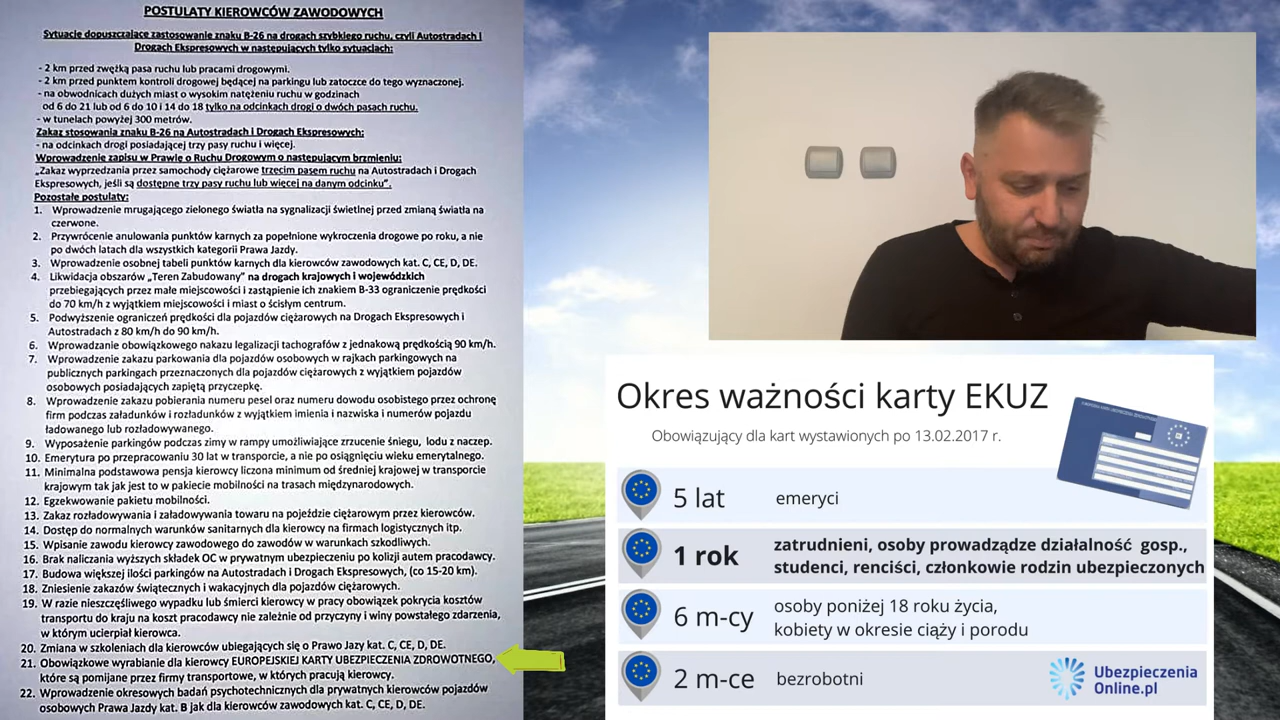 POSTULATY KIEROWCÓW ZAWODOWYCH
Sytuacje dopuszczające zastosowanie znaku B-26 na drogach szybkiego ruchu, czyli Autostradach i
Drogach Ekspresowych w następujących tylko sytuaciach:
- 2 km przed zwężką pasa ruchu lub pracami drogowymi.
- 2 km przed punktem kontroli drogowej będącej na parkingu lub zatoczce do tego wyznaczonej.
- na obwodnicach dużych miast o wysokim natężeniu ruchu w godzinach
od 6 do 21 lub od 6 do 10 i 14 do 18 tylko na odcinkach drogi o dwóch pasach ruchu.
- w tunelach powyżej 300 metrów.
Zakaz stosowania znaku B-26 na Autostradach i Drogach Ekspresowych:
- na odcinkach drogi posiadającej trzy pasy ruchu i więcej.
Wprowadzenie zapisu w Prawie o Ruchu Drogowym o następującym brzmieniu:
„Zakaz wyprzedzania przez samochody ciężarowe trzecim pasem ruchu na Autostradach i Drogach
Ekspresowych, jeśli są dostępne trzy pasy ruchu lub więcej na danym odcinku”.
Pozostałe postulaty:
1. Wprowadzenie mrugającego zielonego światła na sygnalizacji świetlnej przed zmianą światła na
czerwone.
2. Przywrócenie anulowania punktów karnych za popełnione wykroczenia drogowe po roku, a nie
po dwóch latach dla wszystkich kategorii Prawa Jazdy.
3. Wprowadzenie osobnej tabeli punktów karnych dla kierowców zawodowych kat. C, CE, D, DE.
4. Likwidacja obszarów „Teren Zabudowany” na drogach krajowych i wojewódzkich
przebiegających przez małe miejscowości i zastąpienie ich znakiem B-33 ograniczenie prędkości
do 70 km/h z wyjątkiem miejscowości i miast o ścisłym centrum.
5. Podwyższenie ograniczeń prędkości dla pojazdów ciężarowych na Drogach Ekspresowych i
Autostradach z 80 km/h do 90 km/h.
6. Wprowadzanie obowiązkowego nakazu legalizacji tachografów z jednakową prędkością 90 km/h.
7. Wprowadzenie zakazu parkowania dla pojazdów osobowych w rajkach parkingowych na
publicznych parkingach przeznaczonych dla pojazdów ciężarowych z wyjątkiem pojazdów
osobowych posiadających zapiętą przyczepkę.
8. Wprowadzenie zakazu pobierania numeru pesel oraz numeru dowodu osobistego przez ochronę
firm podczas załadunków i rozładunków z wyjątkiem imienia i nazwiska i numerów pojazdu
ładowanego lub rozładowywanego.
9. Wyposażenie parkingów podczas zimy w rampy umożliwiające zrzucenie śniegu, lodu z naczep.
10. Emerytura po przepracowaniu 30 lat w transporcie, a nie po osiągnięciu wieku emerytalnego.
11. Minimalna podstawowa pensja kierowcy liczona minimum od średniej krajowej w transporcie
krajowym tak jak jest to w pakiecie mobilności na trasach międzynarodowych.
12. Egzekwowanie pakietu mobilności.
13. Zakaz rozładowywania i załadowywania towaru na pojeździe ciężarowym przez kierowców.
14. Dostęp do normalnych warunków sanitarnych dla kierowcy na firmach logistycznych itp.
15. Wpisanie zawodu kierowcy zawodowego do zawodów w warunkach szkodliwych.
16. Brak naliczania wyższych składek OC w prywatnym ubezpieczeniu po kolizji autem pracodawcy.
17. Budowa większej ilości parkingów na Autostradach i Drogach Ekspresowych, (co 15-20 km).
18. Zniesienie zakazów świątecznych i wakacyjnych dla pojazdów ciężarowych.
19. W razie nieszczęśliwego wypadku lub śmierci kierowcy w pracy obowiązek pokrycia kosztów
transportu do kraju na koszt pracodawcy nie zależnie od przyczyny i winy powstałego zdarzenia,
w którym ucierpiał kierowca.
20. Zmiana w szkoleniach dla kierowców ubiegających się o Prawo Jazy kat. C, CE, D, DE.
21. Obowiązkowe wyrabianie dla kierowcy EUROPEJSKIEJ KARTY UBEZPIECZENIA ZDROWOTNEGO,
które są pomijane przez firmy transportowe, w których pracują kierowcy.
22. Wprowadzenie okresowych badań psychotechnicznych dla prywatnych kierowców pojazdów
osobowych Prawa Jazdy kat. B jak dla kierowców zawodowych kat. C, CE, D, DE.
Okres ważności karty EKUZ
Obowiązujący dla kart wystawionych po 13.02.2017 r.
5 lat emeryci
1 rok zatrudnieni, osoby prowadządze działalność gosp.,
studenci, renciści, członkowie rodzin ubezpieczonych
6 m-cy osoby poniżej 18 roku życia,
kobiety w okresie ciąży i porodu
2 m-ce bezrobotni
Ubezpieczenia
Online.pl